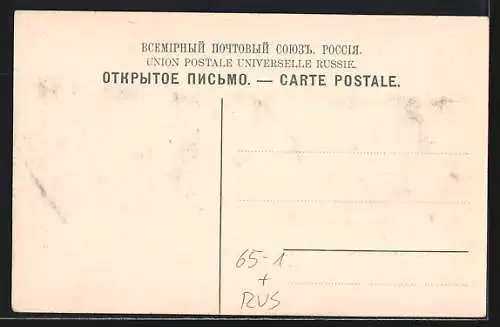 ВСЕМІРНЫЙ ПОЧТОВЫЙ СОЮЗЪ. РОССІЯ.
UNION POSTALE UNIVERSELLE RUSSIE.
ОТКРЫТОЕ ПИСЬМО. — CARTE POSTALE.
65-1
+
RUS